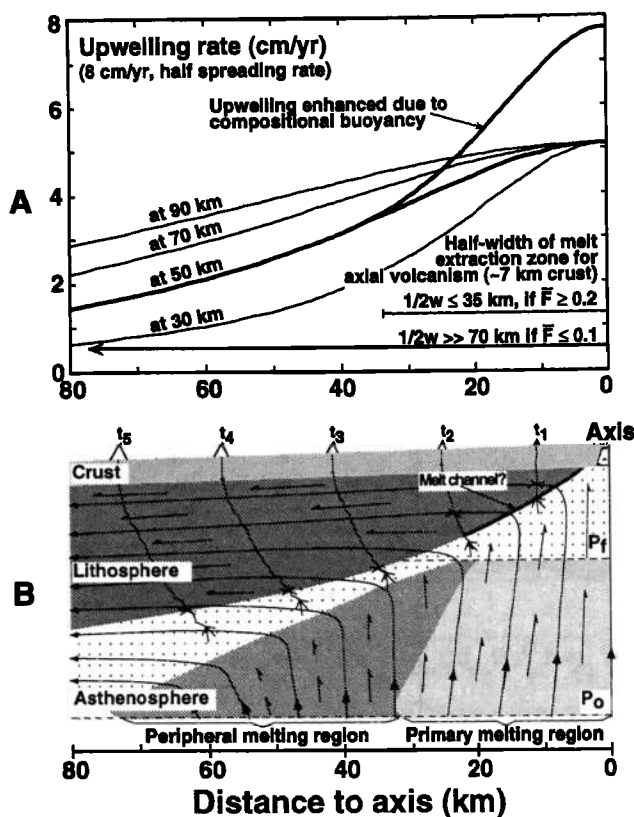 A
8
6
4
2
0
Upwelling rate (cm/yr)
(8 cm/yr, half spreading rate)
Upwelling enhanced due to
compositional buoyancy
at 90 km
at 70 km
at 50 km
at 30 km
Half-width of melt
extraction zone for
axial volcanism (~7 km crust)
1/2w ≤ 35 km, if F̅ ≥ 0.2
1/2w >> 70 km if F̅ ≤ 0.1
80 60 40 20 0
B
t5 t4 t3 t2 t1 Axis
Crust
Melt channel?
Lithosphere
Pf
Asthenosphere
Po
Peripheral melting region Primary melting region
80 60 40 20 0
Distance to axis (km)